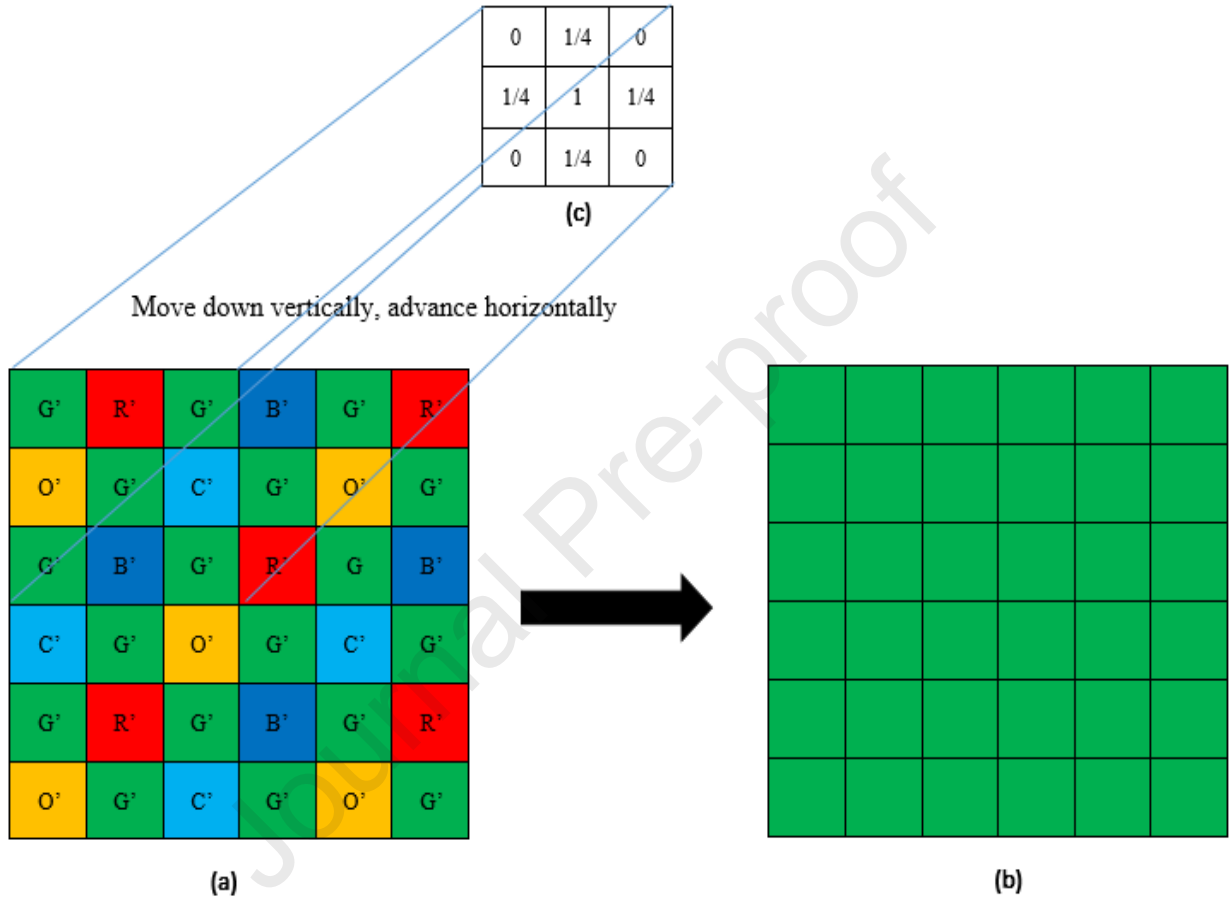 0 1/4 0
1/4 1 1/4
0 1/4 0
(c)
Move down vertically, advance horizontally
G’ R’ G’ B’ G’ R’
O’ G’ C’ G’ O’ G’
G’ B’ G’ R’ G B’
C’ G’ O’ G’ C’ G’
G’ R’ G’ B’ G’ R’
O’ G’ C’ G’ O’ G’
(a)
(b)
Journal Pre-proof